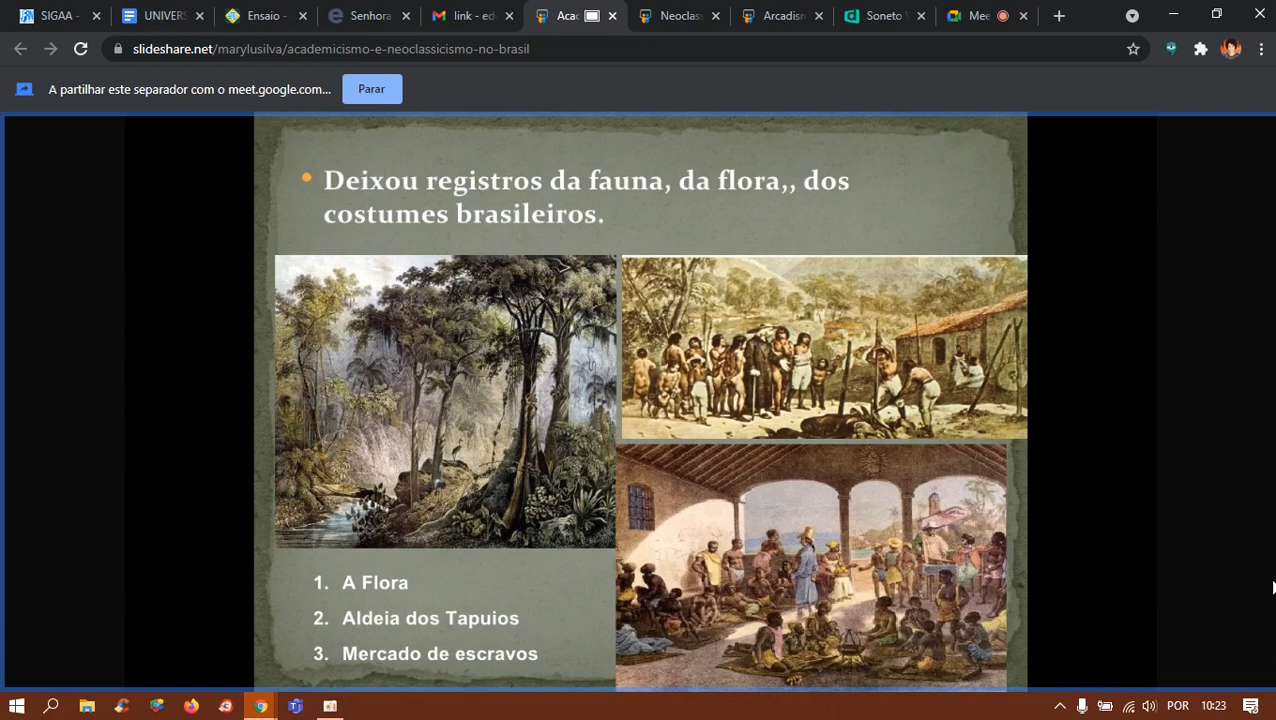 SIGAA -
UNIVERS
Ensaio -
Senhora
link - ed
Aca
Neoclas
Arcadism
Soneto V
Mee
slideshare.net/marylusilva/academicismo-e-neoclassicismo-no-brasil
A partilhar este separador com o meet.google.com...
Parar
Deixou registros da fauna, da flora,, dos
costumes brasileiros.
1. A Flora
2. Aldeia dos Tapuios
3. Mercado de escravos
POR
10:23